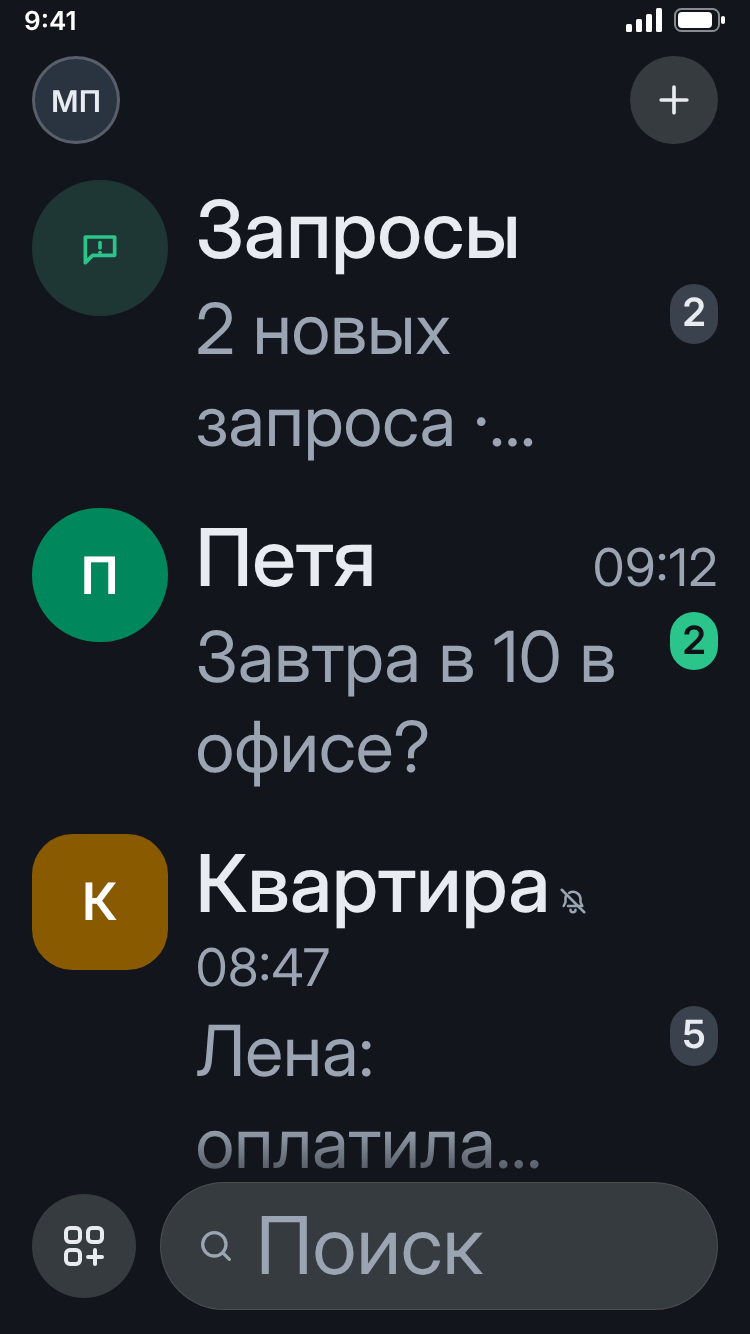 9:41
МП
Запросы
2 новых
2
запроса ·...
П
Петя
09:12
Завтра в 10 в
2
офисе?
К
Квартира
08:47
Лена:
5
оплатила...
Поиск